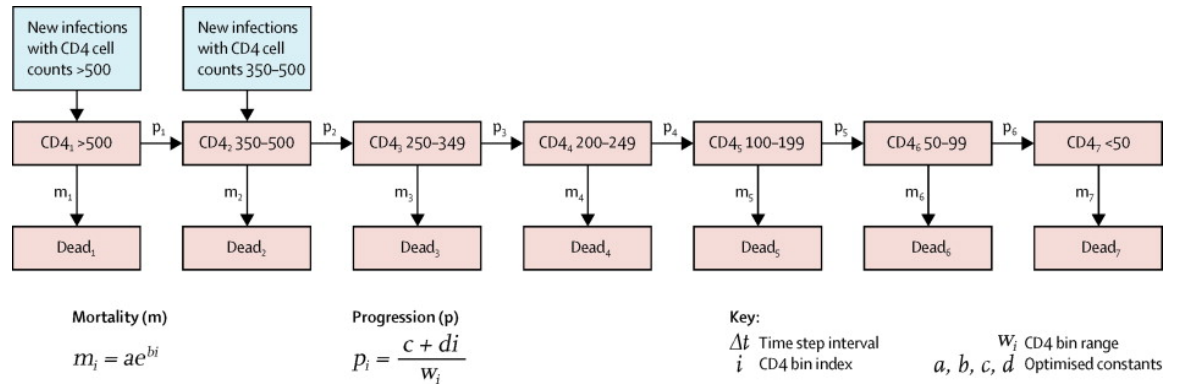 New infections
with CD4 cell
counts >500
New infections
with CD4 cell
counts 350–500
CD4₁ >500
p₁
CD4₂ 350–500
p₂
CD4₃ 250–349
p₃
CD4₄ 200–249
p₄
CD4₅ 100–199
p₅
CD4₆ 50–99
p₆
CD4₇ <50
m₁
m₂
m₃
m₄
m₅
m₆
m₇
Dead₁
Dead₂
Dead₃
Dead₄
Dead₅
Dead₆
Dead₇
Mortality (m)
mᵢ = ae^{bi}
Progression (p)
pᵢ = \frac{c + di}{wᵢ}
Key:
Δt Time step interval
i CD4 bin index
wᵢ CD4 bin range
a, b, c, d Optimised constants